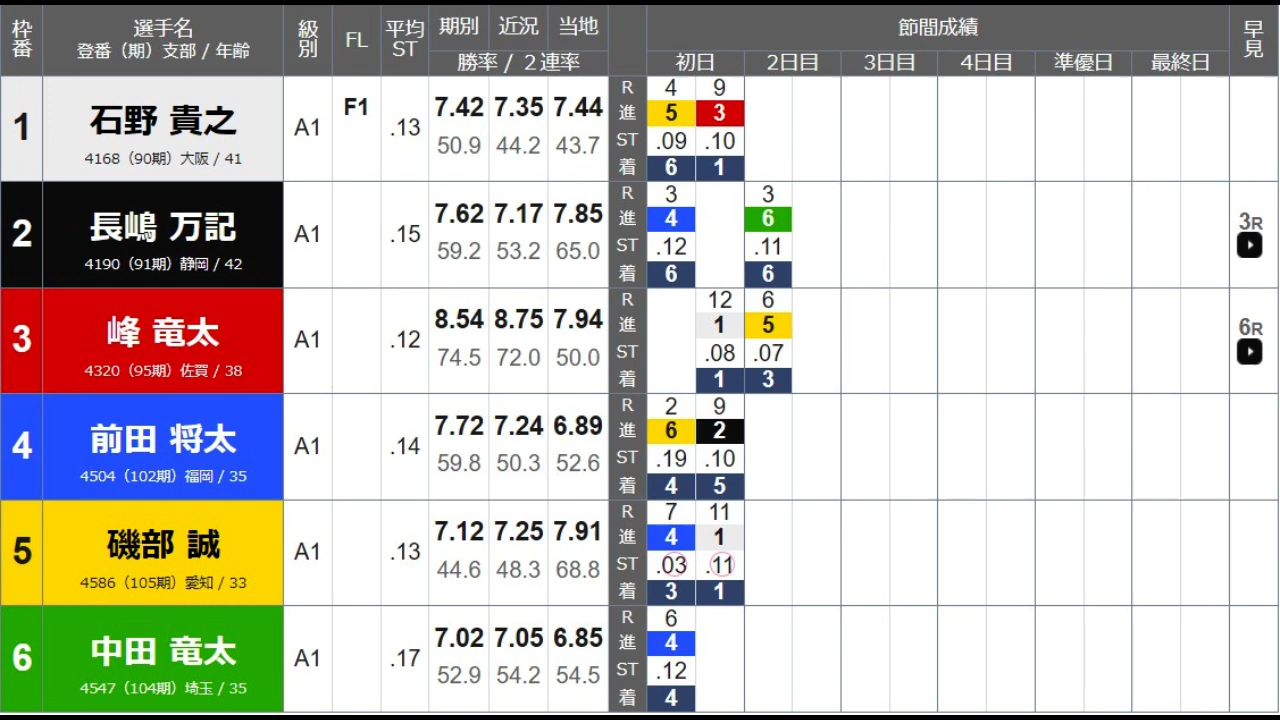 枠番 選手名 級別 FL 平均ST 期別 近況 当地 節間成績 早見
登番（期）支部 / 年齢 勝率 / ２連率 初日 2日目 3日目 4日目 準優日 最終日
1 石野 貴之 A1 F1 .13 7.42 7.35 7.44 R 4 9
4168（90期）大阪 / 41 50.9 44.2 43.7 進 5 3
ST .09 .10
着 6 1
2 長嶋 万記 A1 .15 7.62 7.17 7.85 R 3 3
4190（91期）静岡 / 42 59.2 53.2 65.0 進 4 6 3R
ST .12 .11
着 6 6
3 峰 竜太 A1 .12 8.54 8.75 7.94 R 12 6
4320（95期）佐賀 / 38 74.5 72.0 50.0 進 1 5 6R
ST .08 .07
着 1 3
4 前田 将太 A1 .14 7.72 7.24 6.89 R 2 9
4504（102期）福岡 / 35 59.8 50.3 52.6 進 6 2
ST .19 .10
着 4 5
5 磯部 誠 A1 .13 7.12 7.25 7.91 R 7 11
4586（105期）愛知 / 33 44.6 48.3 68.8 進 4 1
ST .03 .11
着 3 1
6 中田 竜太 A1 .17 7.02 7.05 6.85 R 6
4547（104期）埼玉 / 35 52.9 54.2 54.5 進 4
ST .12
着 4